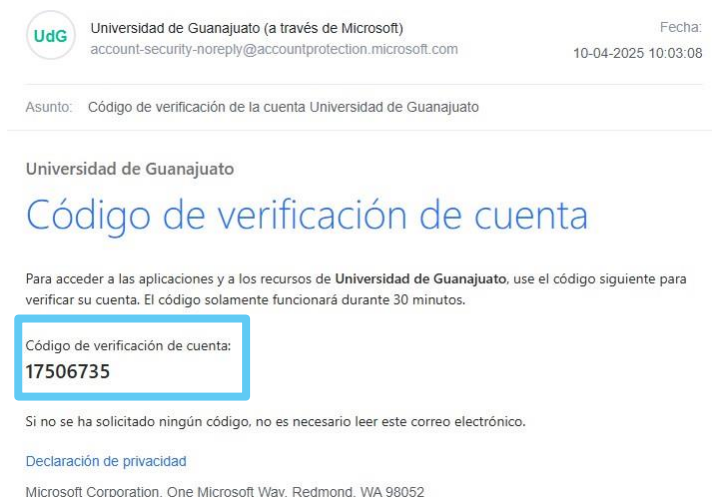 UdG
Universidad de Guanajuato (a través de Microsoft)
account-security-noreply@accountprotection.microsoft.com
Fecha:
10-04-2025 10:03:08
Asunto: Código de verificación de la cuenta Universidad de Guanajuato
Universidad de Guanajuato
Código de verificación de cuenta
Para acceder a las aplicaciones y a los recursos de Universidad de Guanajuato, use el código siguiente para
verificar su cuenta. El código solamente funcionará durante 30 minutos.
Código de verificación de cuenta:
17506735
Si no se ha solicitado ningún código, no es necesario leer este correo electrónico.
Declaración de privacidad
Microsoft Corporation, One Microsoft Way, Redmond, WA 98052